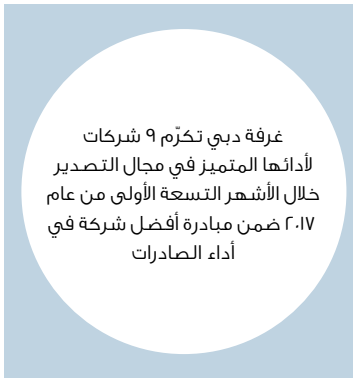 غرفة دبي تكرّم ٩ شركات
لأدائها المتميز في مجال التصدير
خلال الأشهر التسعة الأولى من عام
٢٠١٧ ضمن مبادرة أفضل شركة في
أداء الصادرات